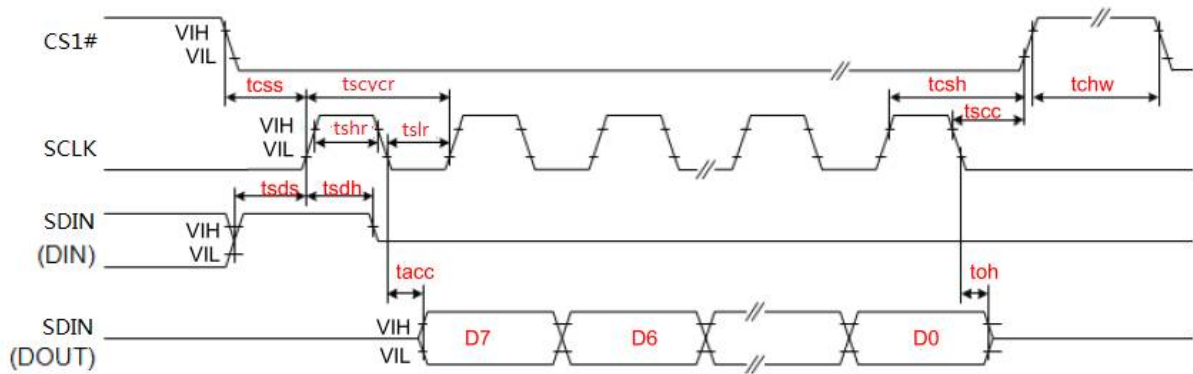 CS1#
VIH
VIL
tcss
tscycr
tcsh
tchw
tscc
SCLK
VIH
VIL
tshr
tslr
tsds
tsdh
SDIN
(DIN)
VIH
VIL
tacc
toh
SDIN
(DOUT)
VIH
VIL
D7
D6
D0